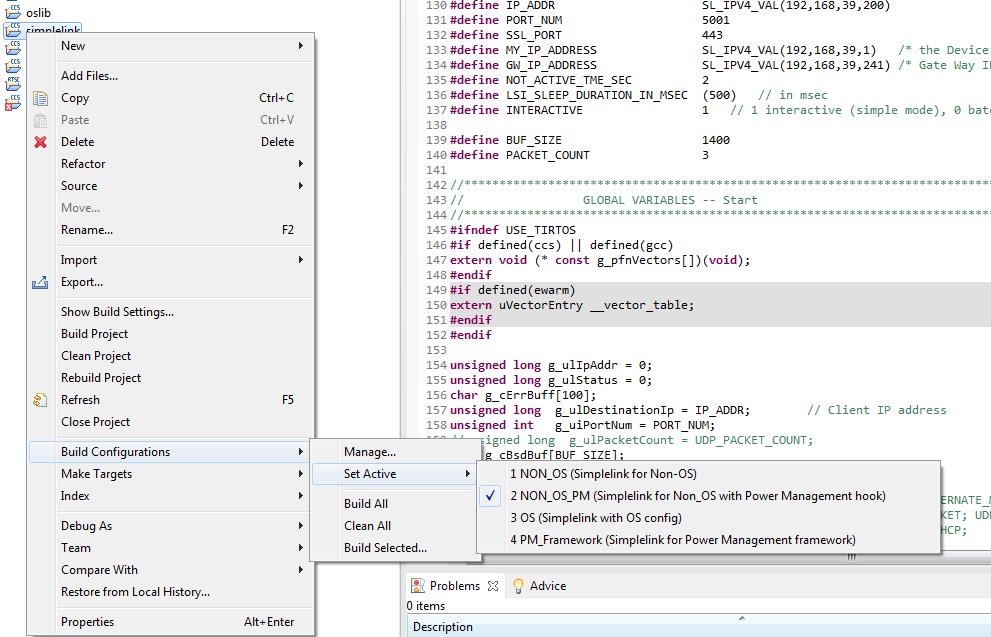 oslib
simplelink
New
Add Files...
Copy Ctrl+C
Paste Ctrl+V
Delete Delete
Refactor
Source
Move...
Rename... F2
Import
Export...
Show Build Settings...
Build Project
Clean Project
Rebuild Project
Refresh F5
Close Project
Build Configurations
Make Targets
Index
Debug As
Team
Compare With
Restore from Local History...
Properties Alt+Enter
Manage...
Set Active
Build All
Clean All
Build Selected...
1 NON_OS (Simplelink for Non-OS)
2 NON_OS_PM (Simplelink for Non_OS with Power Management hook)
3 OS (Simplelink with OS config)
4 PM_Framework (Simplelink for Power Management framework)
130 #define IP_ADDR SL_IPV4_VAL(192,168,39,200)
131 #define PORT_NUM 5001
132 #define SSL_PORT 443
133 #define MY_IP_ADDRESS SL_IPV4_VAL(192,168,39,1) /* the Device
134 #define GW_IP_ADDRESS SL_IPV4_VAL(192,168,39,241) /* Gate Way I
135 #define NOT_ACTIVE_TME_SEC 2
136 #define LSI_SLEEP_DURATION_IN_MSEC (500) // in msec
137 #define INTERACTIVE 1 // 1 interactive (simple mode), 0 bat
138
139 #define BUF_SIZE 1400
140 #define PACKET_COUNT 3
141
142 //*****************************************************************************
143 // GLOBAL VARIABLES -- Start
144 //*****************************************************************************
145 #ifndef USE_TIRTOS
146 #if defined(ccs) || defined(gcc)
147 extern void (* const g_pfnVectors[])(void);
148 #endif
149 #if defined(ewarm)
150 extern uVectorEntry __vector_table;
151 #endif
152 #endif
153
154 unsigned long g_ulIpAddr = 0;
155 unsigned long g_ulStatus = 0;
156 char g_cErrBuff[100];
157 unsigned long g_ulDestinationIp = IP_ADDR; // Client IP address
158 unsigned int g_uiPortNum = PORT_NUM;
signed long g_ulPacketCount = UDP_PACKET_COUNT;
g_cBsdBuf[BUF_SIZE];
ERNATE_M
KET; UD
HCP;
Problems Advice
0 items
Description